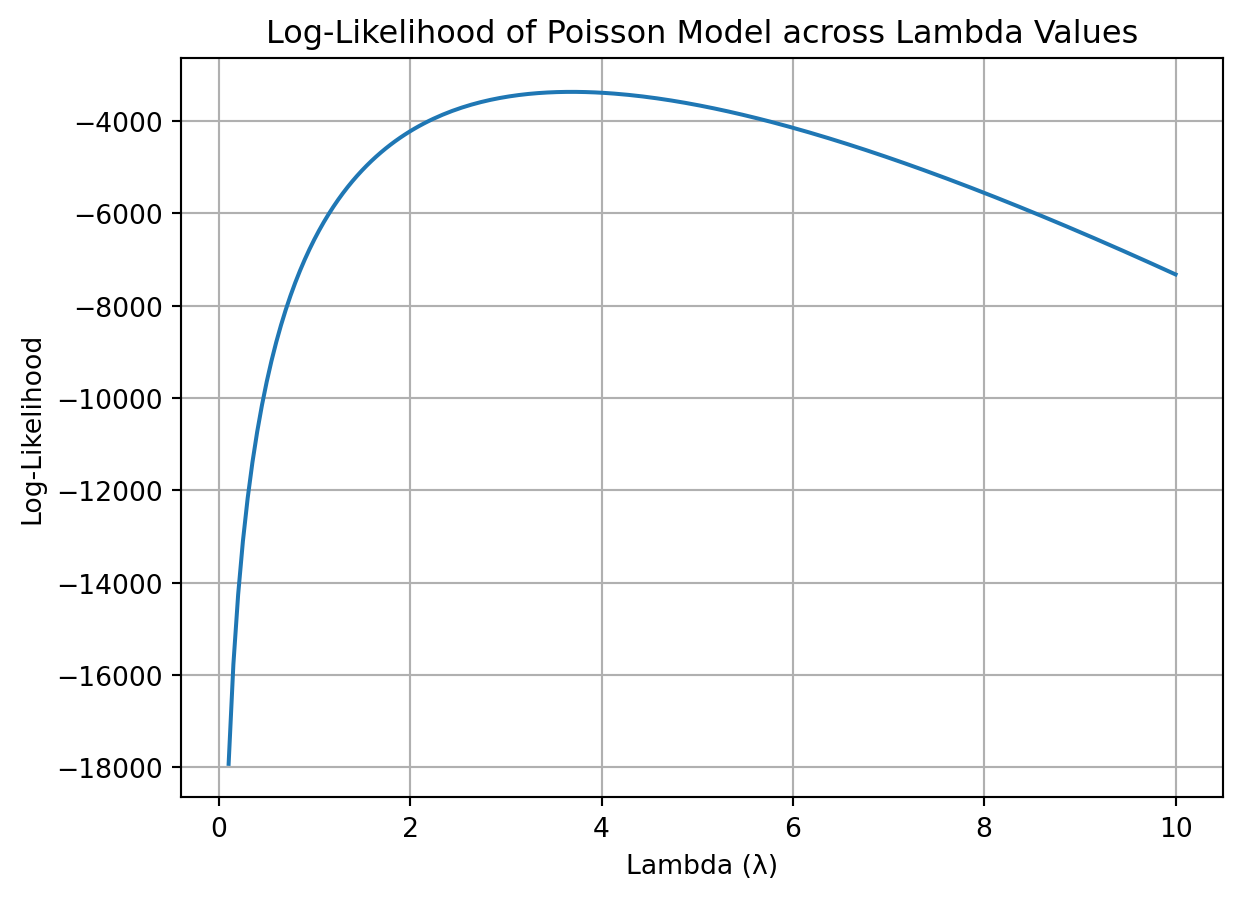 Log-Likelihood of Poisson Model across Lambda Values
−4000
−6000
−8000
−10000
−12000
−14000
−16000
−18000
Log-Likelihood
0 2 4 6 8 10
Lambda (λ)